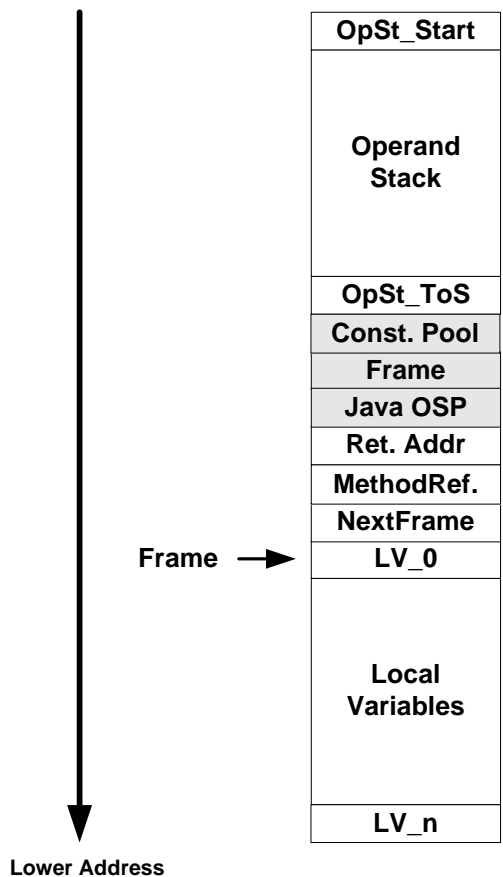 OpSt_Start
Operand
Stack
OpSt_ToS
Const. Pool
Frame
Java OSP
Ret. Addr
MethodRef.
NextFrame
Frame
LV_0
Local
Variables
LV_n
Lower Address